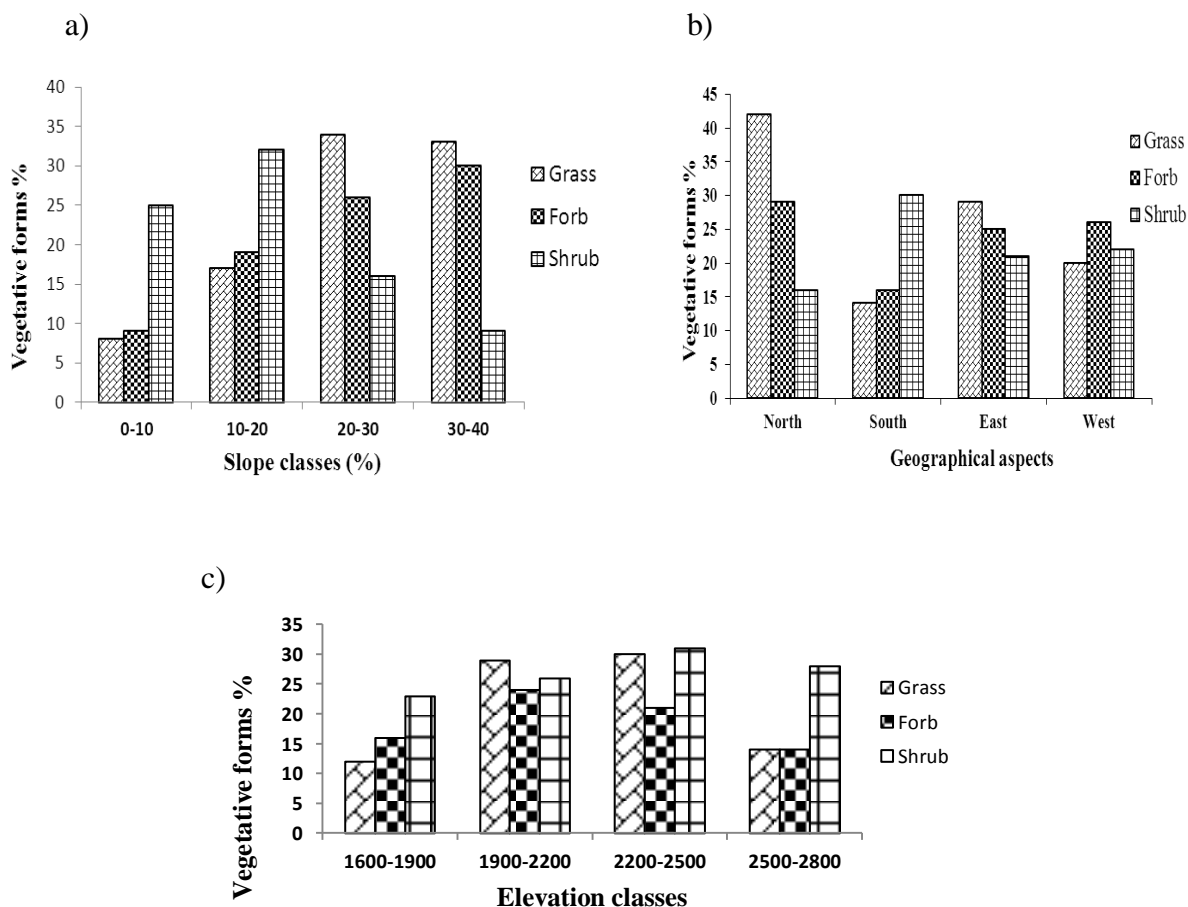 a)
Vegetative forms %
40
35
30
25
20
15
10
5
0
0-10 10-20 20-30 30-40
Slope classes (%)
Grass
Forb
Shrub
b)
Vegetative forms %
45
40
35
30
25
20
15
10
5
0
North South East West
Geographical aspects
Grass
Forb
Shrub
c)
Vegetative forms %
35
30
25
20
15
10
5
0
1600-1900 1900-2200 2200-2500 2500-2800
Elevation classes
Grass
Forb
Shrub